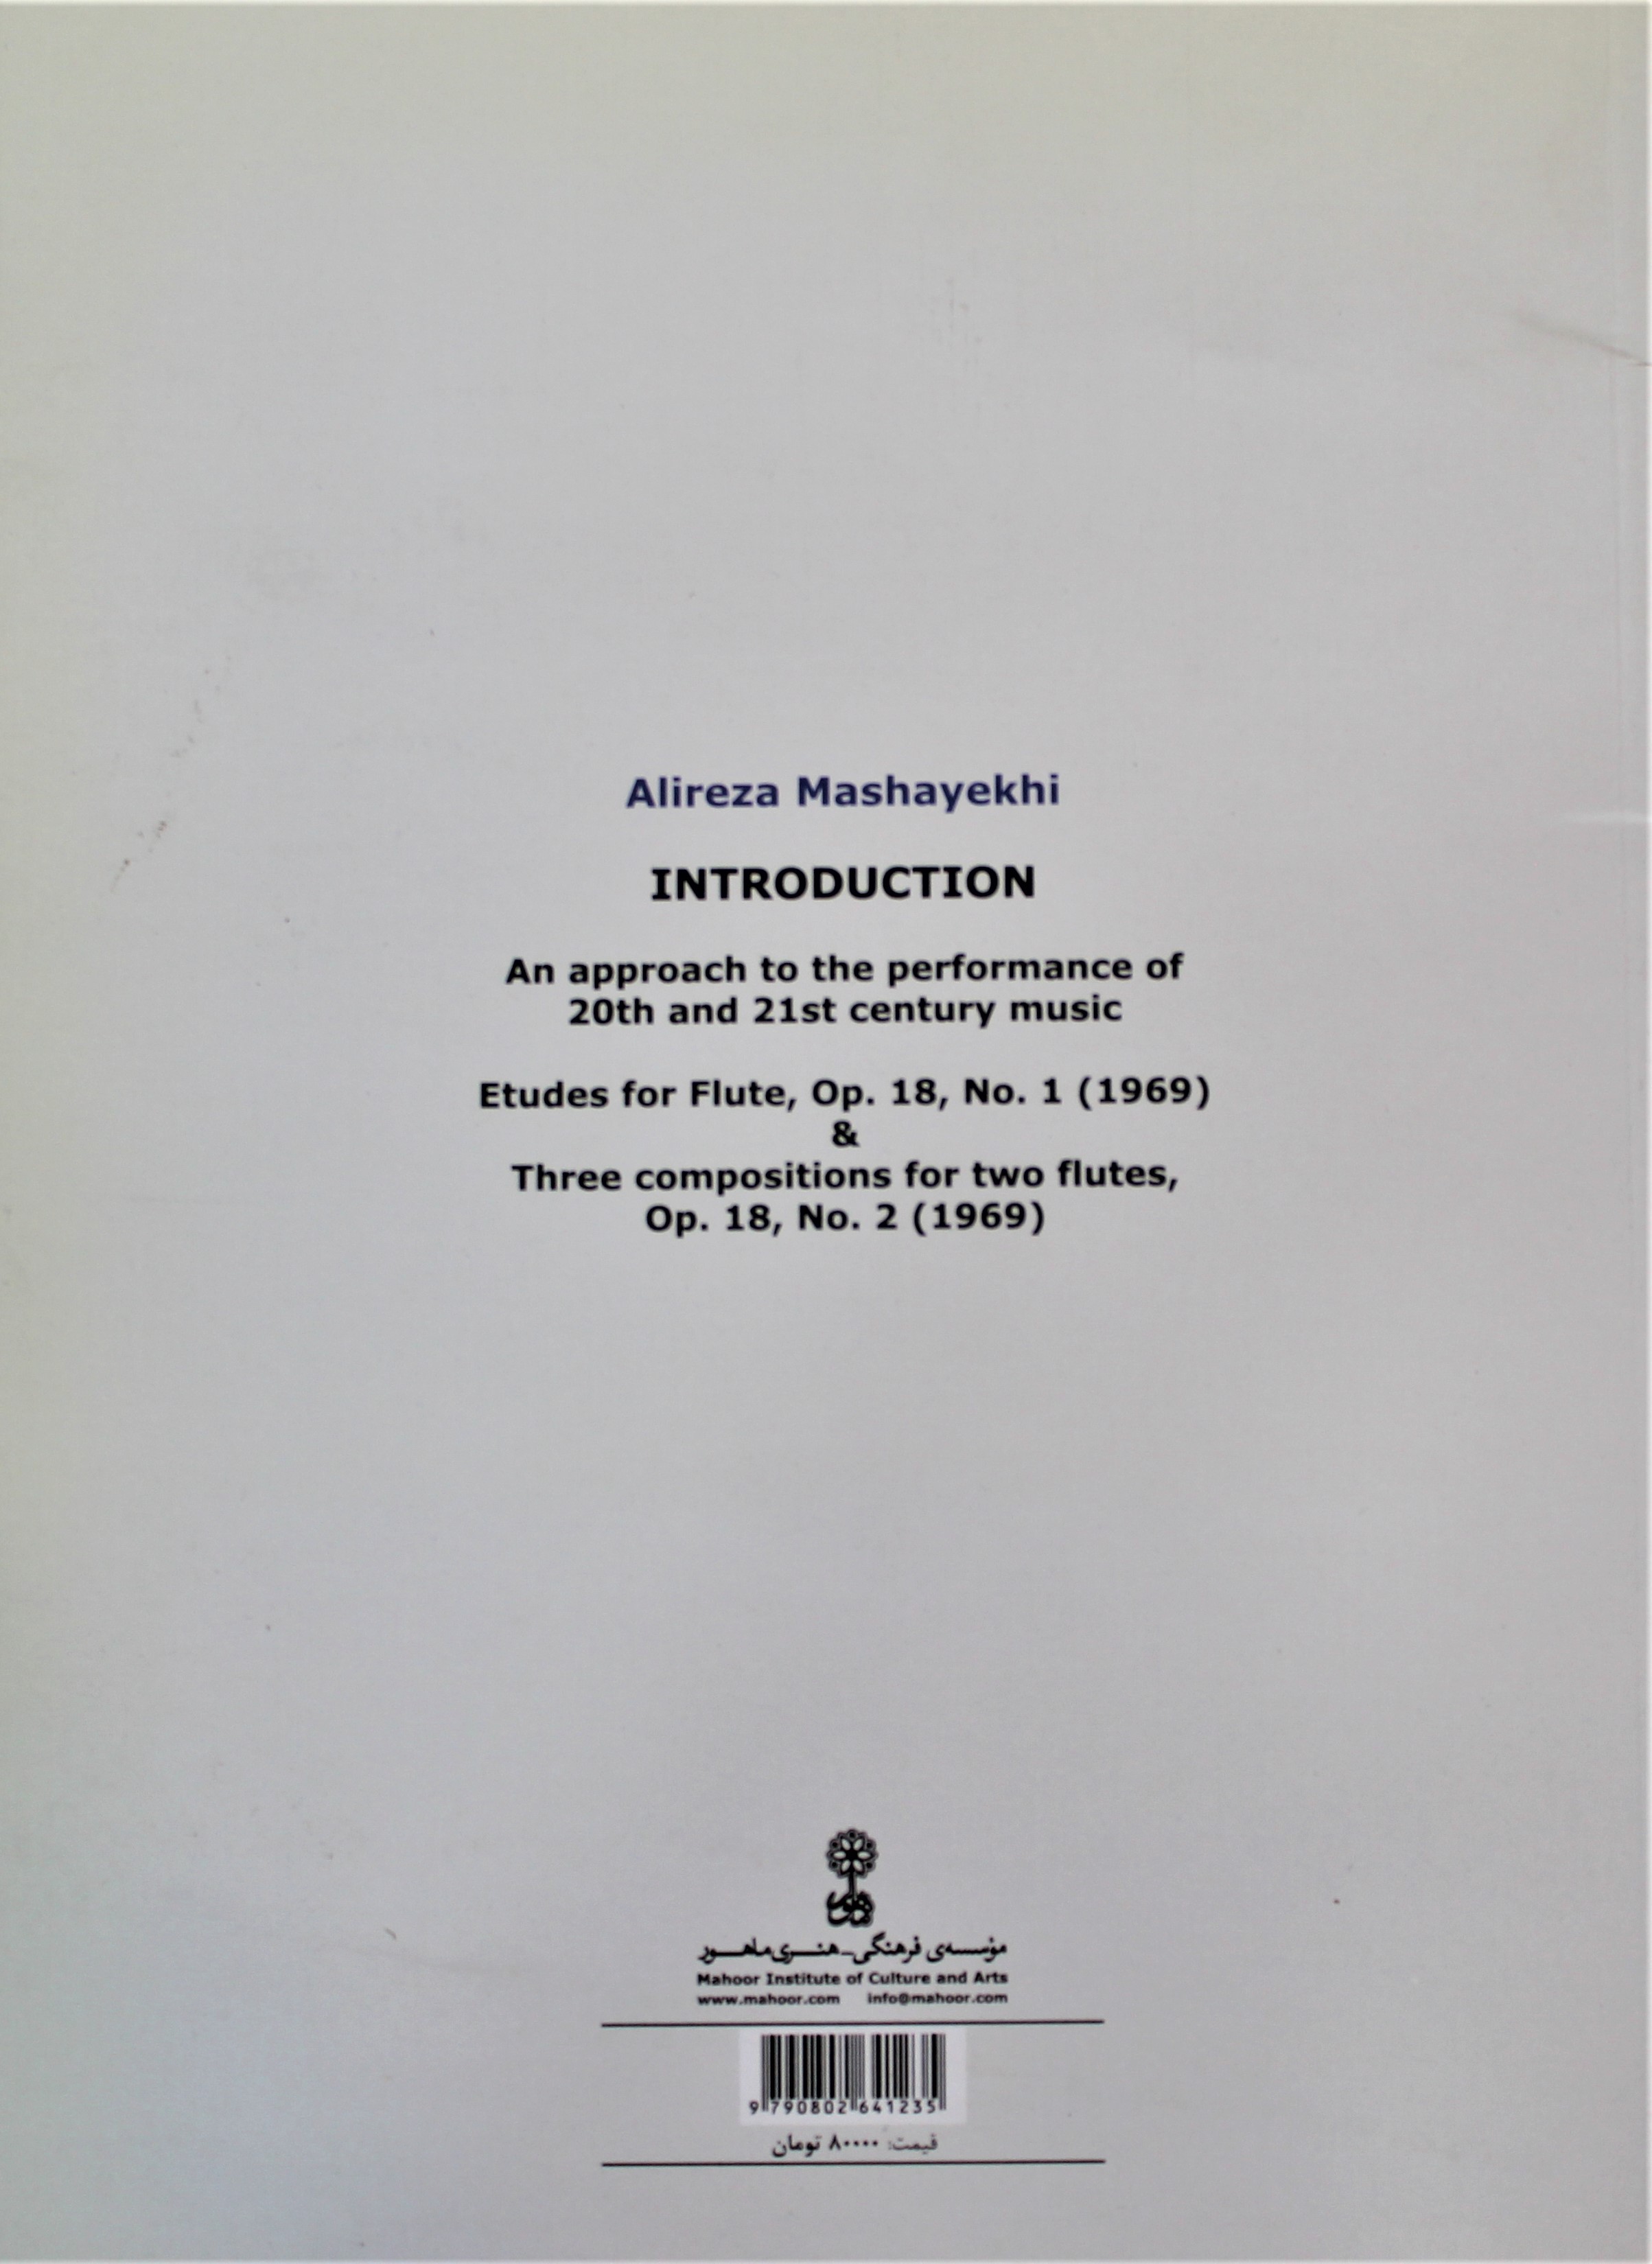 Alireza Mashayekhi
INTRODUCTION
An approach to the performance of
20th and 21st century music
Etudes for Flute, Op. 18, No. 1 (1969)
&
Three compositions for two flutes,
Op. 18, No. 2 (1969)
ماهور
مؤسسه‌ی فرهنگی-هنری ماهور
Mahoor Institute of Culture and Arts
www.mahoor.com info@mahoor.com
9 790802 641235
قیمت: ۸۰۰۰۰ تومان